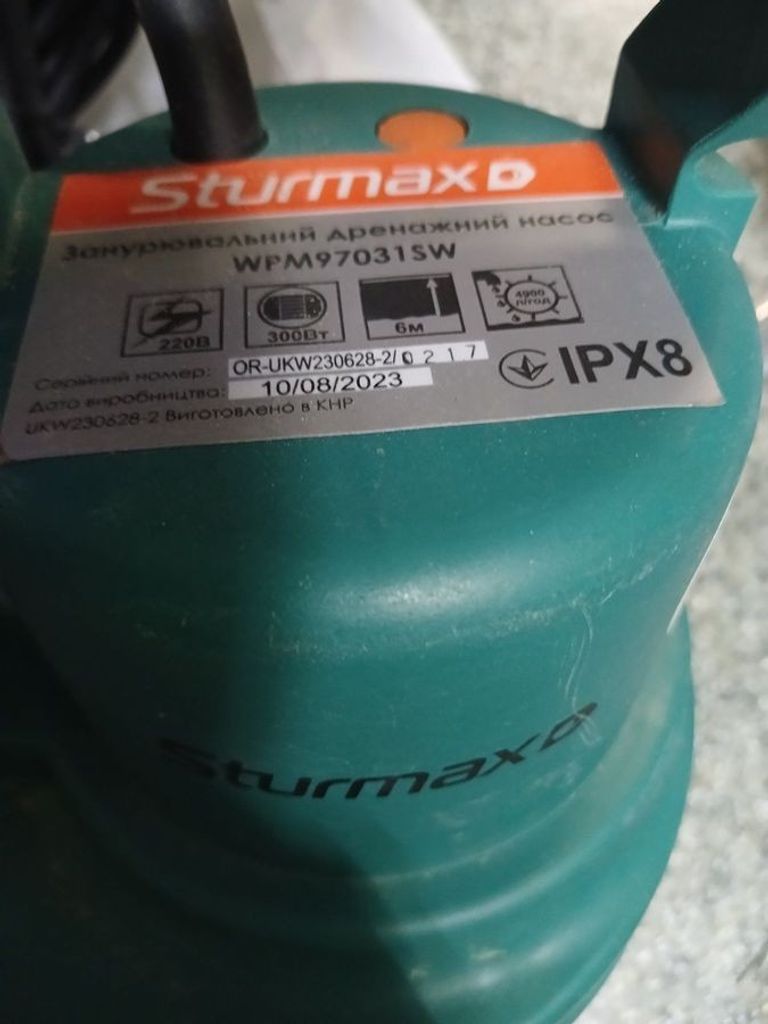 Sturmax
Занурювальний дренажний насос
WPM97031SW
220В
300Вт
6м
4900 л/год
Серійний номер: OR-UKW230628-2/0217
IPX8
Дата виробництва: 10/08/2023
UKW230628-2 Виготовлено в КНР
Sturmax